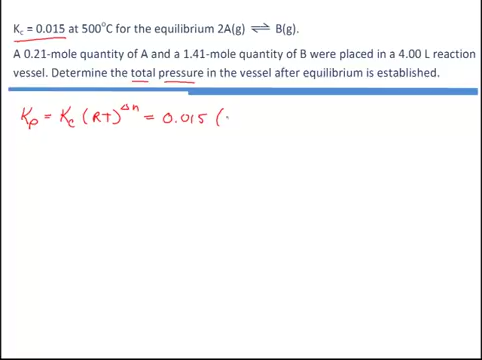 Kc = 0.015 at 500°C for the equilibrium 2A(g) ⇌ B(g).
A 0.21-mole quantity of A and a 1.41-mole quantity of B were placed in a 4.00 L reaction
vessel. Determine the total pressure in the vessel after equilibrium is established.
Kp = Kc (RT)^Δn = 0.015 (